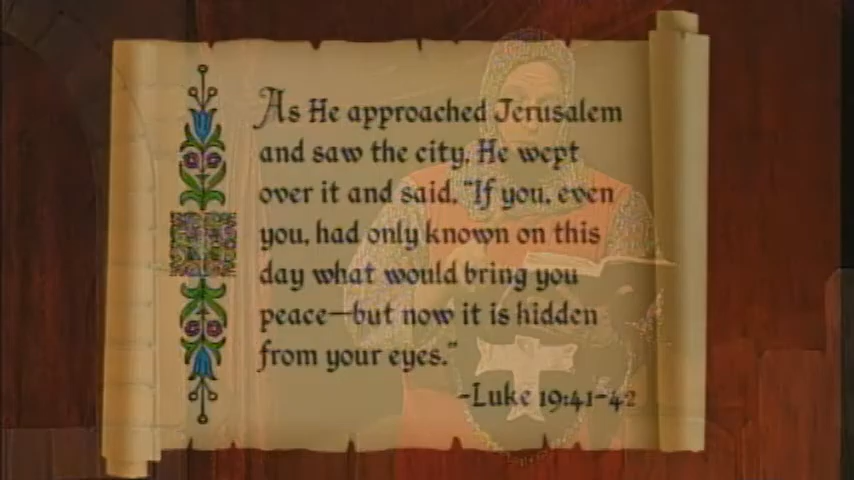 As He approached Jerusalem
and saw the city, He wept
over it and said, "If you, even
you, had only known on this
day what would bring you
peace—but now it is hidden
from your eyes."
-Luke 19:41-42